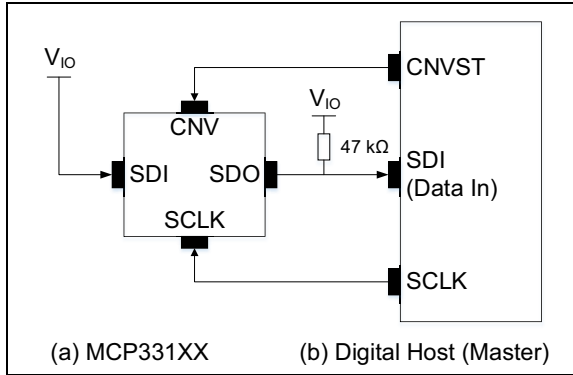 V_IO
CNVST
V_IO
CNV
47 kΩ
SDI
SDO
SDI
(Data In)
SCLK
SCLK
(a) MCP331XX
(b) Digital Host (Master)